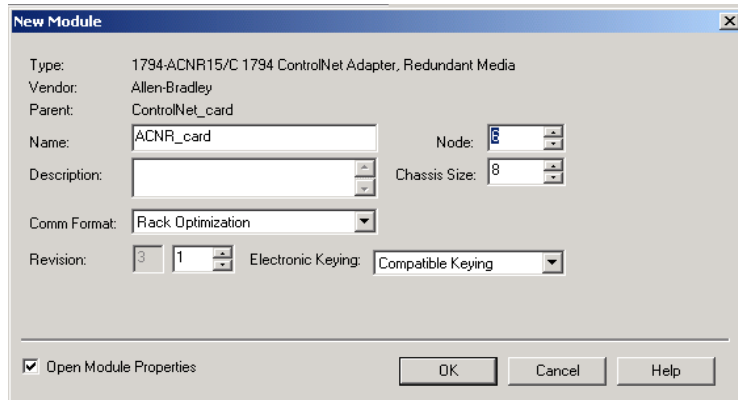 New Module
Type: 1794-ACNR15/C 1794 ControlNet Adapter, Redundant Media
Vendor: Allen-Bradley
Parent: ControlNet_card
Name: ACNR_card Node: 6
Description: Chassis Size: 8
Comm Format: Rack Optimization
Revision: 3 1 Electronic Keying: Compatible Keying
Open Module Properties OK Cancel Help